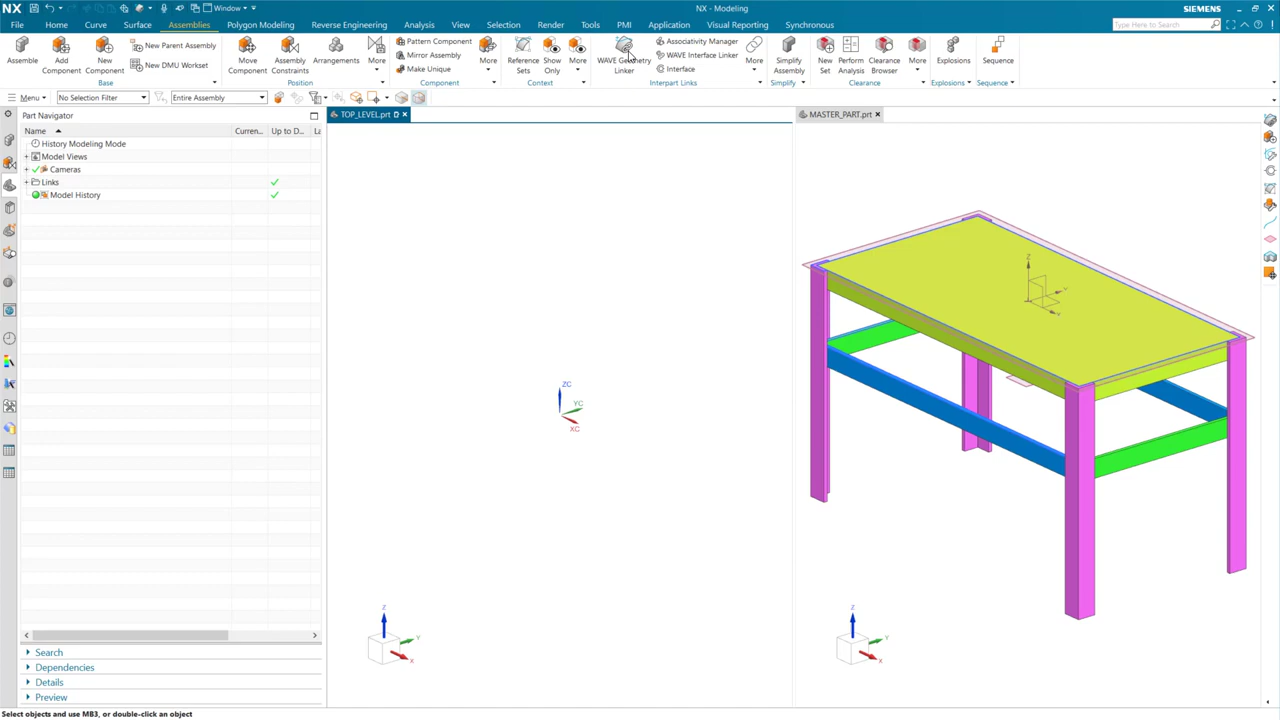 NX Window NX - Modeling SIEMENS
File Home Curve Surface Assemblies Polygon Modeling Reverse Engineering Analysis View Selection Render Tools PMI Application Visual Reporting Synchronous Type Here to Search
Assembly Add Component New Component New Parent Assembly New DMU Workset Base
Move Component Assembly Constraints Arrangements More Position
Pattern Component Mirror Assembly Make Unique More Component
Reference Sets Show Only More Context
WAVE Geometry Linker Associativity Manager WAVE Interface Linker Interface More Interpart Links
Simplify Assembly Simplify
New Set Perform Analysis Clearance Browser More Clearance
Explosions Explosions
Sequence Sequence
Menu No Selection Filter Entire Assembly
Part Navigator
Name Curren... Up to D... La
History Modeling Mode
Model Views
Cameras
Links
Model History
Search
Dependencies
Details
Preview
TOP_LEVEL.prt
ZC
YC
XC
Z
Y
X
MASTER_PART.prt
Z
Z
Y
X
Select objects and use MB3, or double-click an object